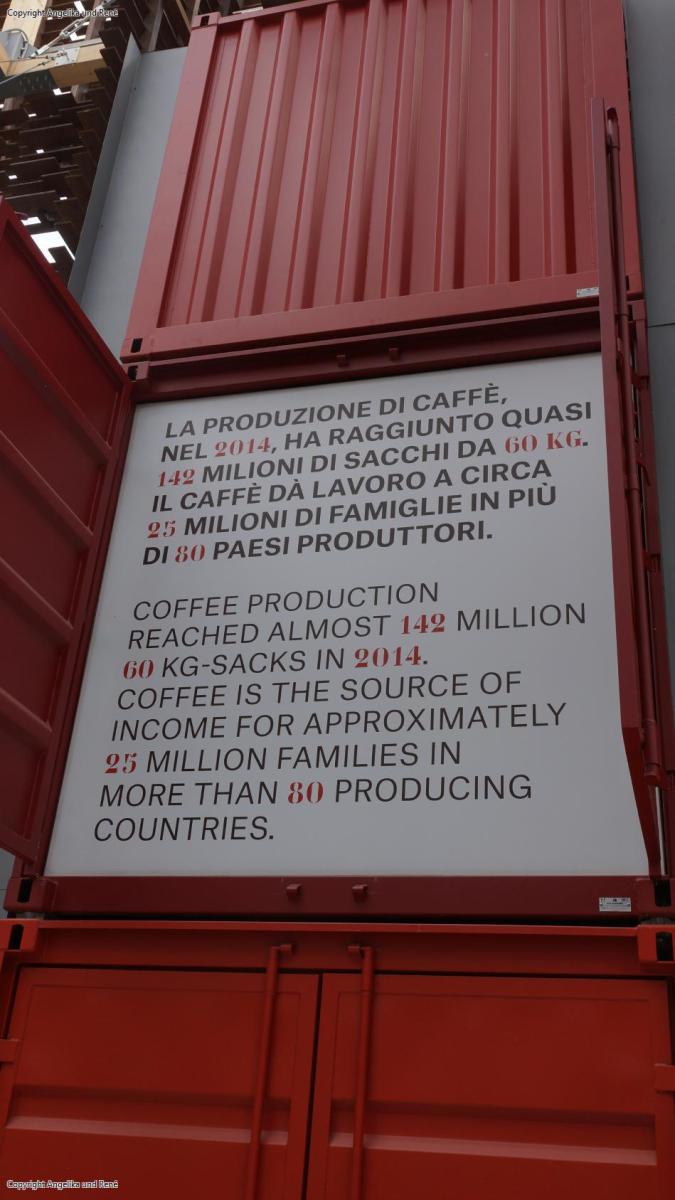 Copyright Angelika und René
LA PRODUZIONE DI CAFFÈ,
NEL 2014, HA RAGGIUNTO QUASI
142 MILIONI DI SACCHI DA 60 KG.
IL CAFFÈ DÀ LAVORO A CIRCA
25 MILIONI DI FAMIGLIE IN PIÙ
DI 80 PAESI PRODUTTORI.
COFFEE PRODUCTION
REACHED ALMOST 142 MILLION
60 KG-SACKS IN 2014.
COFFEE IS THE SOURCE OF
INCOME FOR APPROXIMATELY
25 MILLION FAMILIES IN
MORE THAN 80 PRODUCING
COUNTRIES.
Copyright Angelika und René